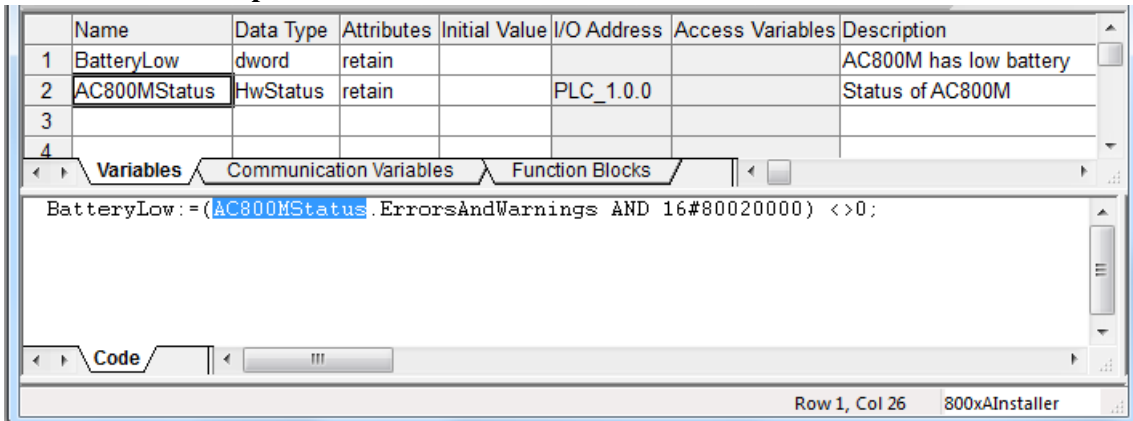 Name Data Type Attributes Initial Value I/O Address Access Variables Description
1 BatteryLow dword retain AC800M has low battery
2 AC800MStatus HwStatus retain PLC_1.0.0 Status of AC800M
3
4
Variables Communication Variables Function Blocks
BatteryLow:=(AC800MStatus.ErrorsAndWarnings AND 16#80020000) <>0;
Code
Row 1, Col 26 800xAInstaller